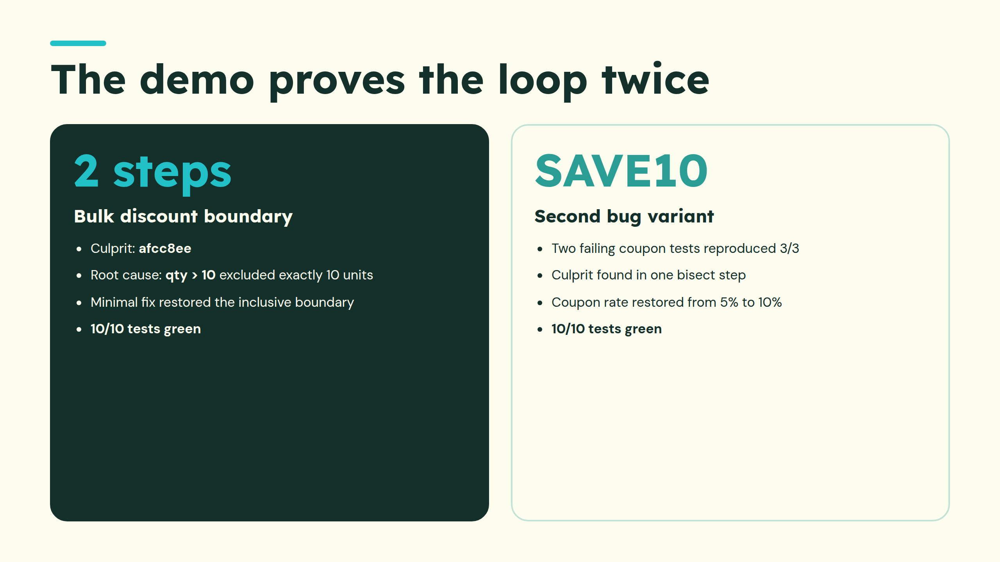 The demo proves the loop twice
2 steps
Bulk discount boundary
• Culprit: afcc8ee
• Root cause: qty > 10 excluded exactly 10 units
• Minimal fix restored the inclusive boundary
• 10/10 tests green
SAVE10
Second bug variant
• Two failing coupon tests reproduced 3/3
• Culprit found in one bisect step
• Coupon rate restored from 5% to 10%
• 10/10 tests green